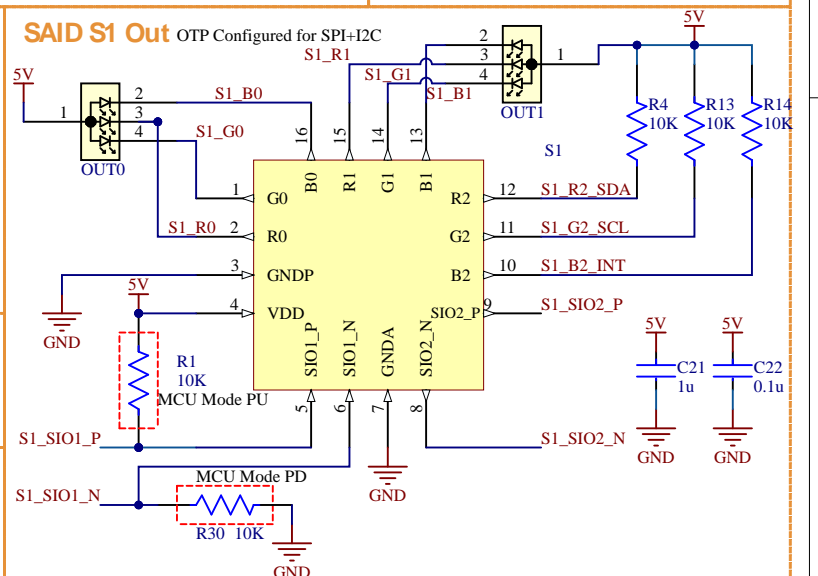 SAID S1 Out OTP Configured for SPI+I2C
5V
1
2
3
4
OUT0
S1_B0
S1_G0
S1_R0
S1_R1
S1_G1
S1_B1
2
3
4
1
OUT1
5V
R4
10K
R13
10K
R14
10K
16
15
14
13
B0
R1
G1
B1
S1
1
G0
2
R0
3
GNDP
4
VDD
R2
12
S1_R2_SDA
G2
11
S1_G2_SCL
B2
10
S1_B2_INT
SIO2_P
9
S1_SIO2_P
SIO1_P
SIO1_N
GNDA
SIO2_N
5
6
7
8
GND
5V
R1
10K
MCU Mode PU
S1_SIO1_P
S1_SIO1_N
MCU Mode PD
R30 10K
GND
GND
S1_SIO2_N
5V
C21
1u
GND
5V
C22
0.1u
GND